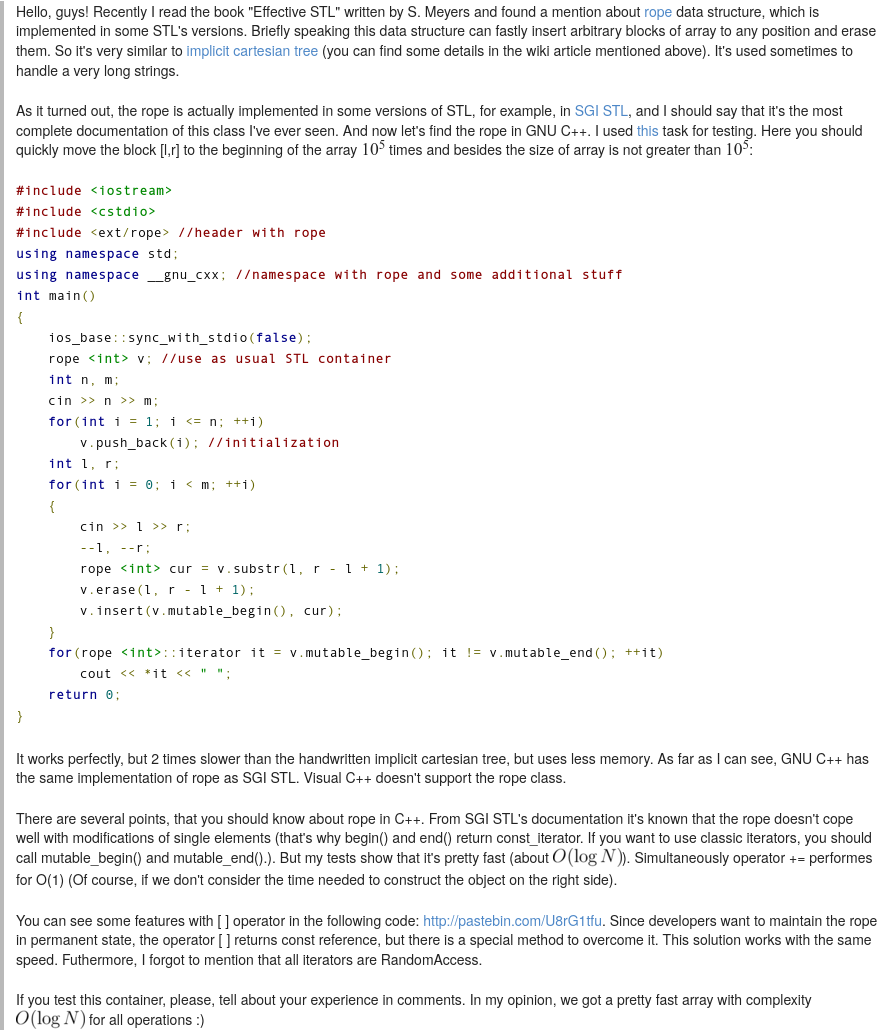 Hello, guys! Recently I read the book "Effective STL" written by S. Meyers and found a mention about rope data structure, which is
implemented in some STL's versions. Briefly speaking this data structure can fastly insert arbitrary blocks of array to any position and erase
them. So it's very similar to implicit cartesian tree (you can find some details in the wiki article mentioned above). It's used sometimes to
handle a very long strings.
As it turned out, the rope is actually implemented in some versions of STL, for example, in SGI STL, and I should say that it's the most
complete documentation of this class I've ever seen. And now let's find the rope in GNU C++. I used this task for testing. Here you should
quickly move the block [l,r] to the beginning of the array 10^5 times and besides the size of array is not greater than 10^5:
#include <iostream>
#include <cstdio>
#include <ext/rope> //header with rope
using namespace std;
using namespace __gnu_cxx; //namespace with rope and some additional stuff
int main()
{
    ios_base::sync_with_stdio(false);
    rope <int> v; //use as usual STL container
    int n, m;
    cin >> n >> m;
    for(int i = 1; i <= n; ++i)
        v.push_back(i); //initialization
    int l, r;
    for(int i = 0; i < m; ++i)
    {
        cin >> l >> r;
        --l, --r;
        rope <int> cur = v.substr(l, r - l + 1);
        v.erase(l, r - l + 1);
        v.insert(v.mutable_begin(), cur);
    }
    for(rope <int>::iterator it = v.mutable_begin(); it != v.mutable_end(); ++it)
        cout << *it << " ";
    return 0;
}
It works perfectly, but 2 times slower than the handwritten implicit cartesian tree, but uses less memory. As far as I can see, GNU C++ has
the same implementation of rope as SGI STL. Visual C++ doesn't support the rope class.
There are several points, that you should know about rope in C++. From SGI STL's documentation it's known that the rope doesn't cope
well with modifications of single elements (that's why begin() and end() return const_iterator. If you want to use classic iterators, you should
call mutable_begin() and mutable_end().). But my tests show that it's pretty fast (about O(log N)). Simultaneously operator += performes
for O(1) (Of course, if we don't consider the time needed to construct the object on the right side).
You can see some features with [ ] operator in the following code: http://pastebin.com/U8rG1tfu. Since developers want to maintain the rope
in permanent state, the operator [ ] returns const reference, but there is a special method to overcome it. This solution works with the same
speed. Futhermore, I forgot to mention that all iterators are RandomAccess.
If you test this container, please, tell about your experience in comments. In my opinion, we got a pretty fast array with complexity
O(log N) for all operations :)